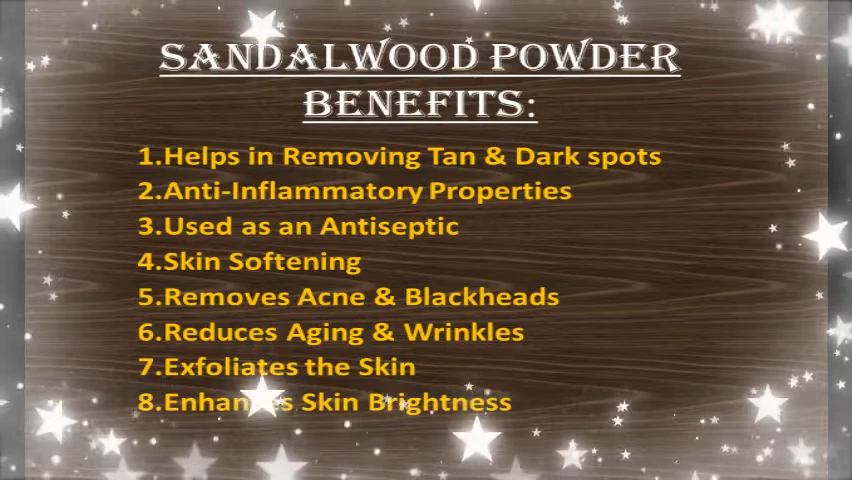 SANDALWOOD POWDER
BENEFITS:
1.Helps in Removing Tan & Dark spots
2.Anti-Inflammatory Properties
3.Used as an Antiseptic
4.Skin Softening
5.Removes Acne & Blackheads
6.Reduces Aging & Wrinkles
7.Exfoliates the Skin
8.Enhances Skin Brightness